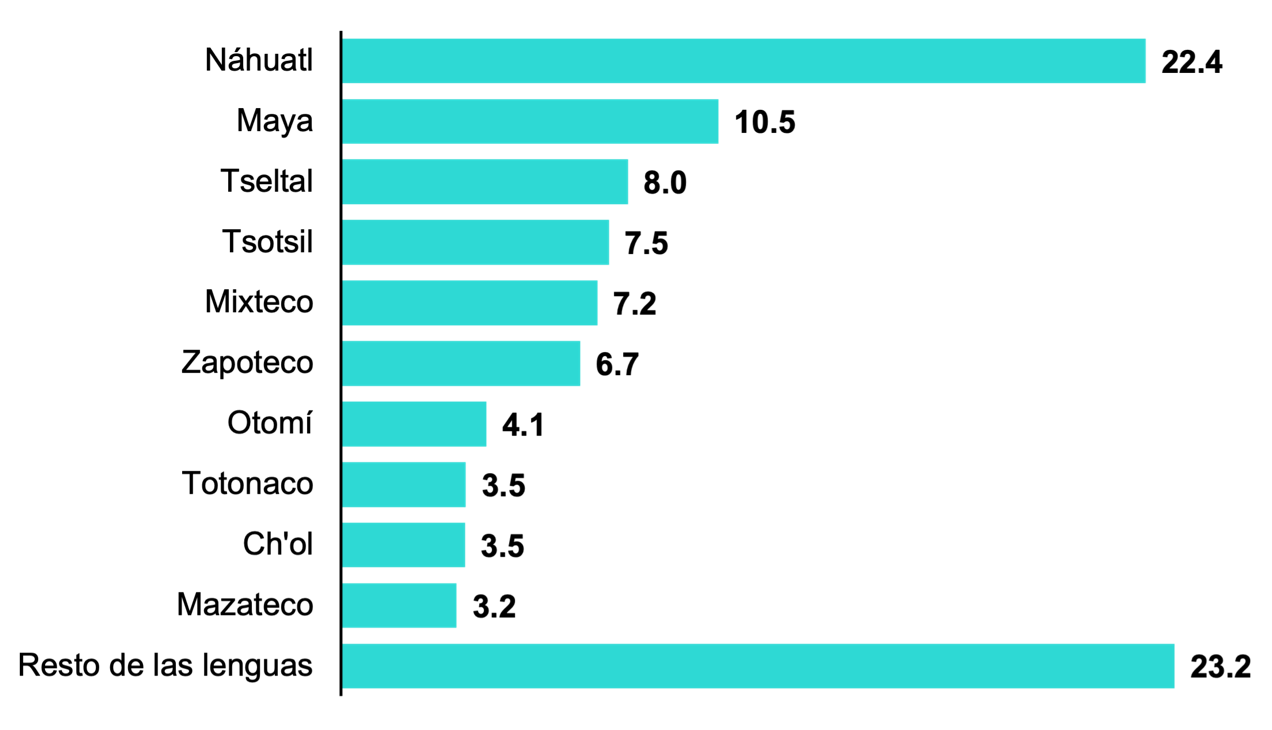 Náhuatl 22.4
Maya 10.5
Tseltal 8.0
Tsotsil 7.5
Mixteco 7.2
Zapoteco 6.7
Otomí 4.1
Totonaco 3.5
Ch'ol 3.5
Mazateco 3.2
Resto de las lenguas 23.2